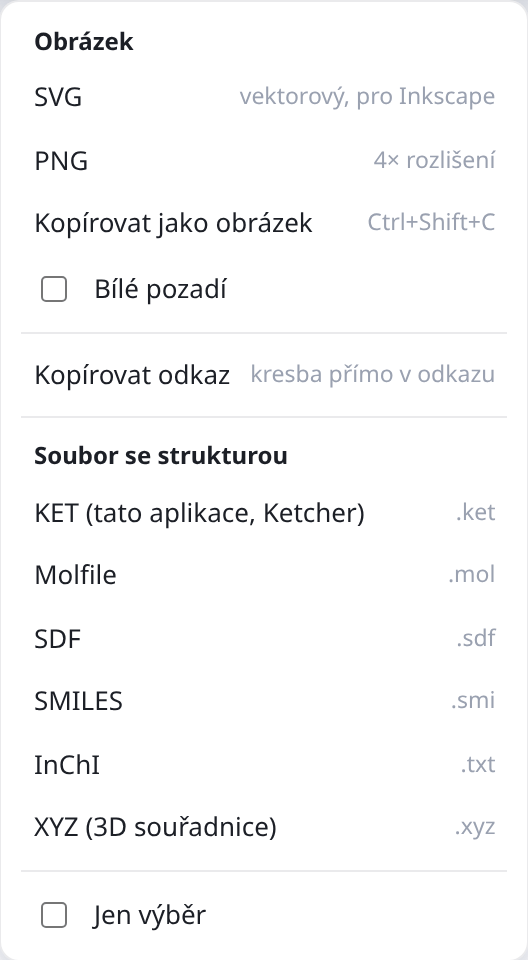 Obrázek
SVG vektorový, pro Inkscape
PNG 4× rozlišení
Kopírovat jako obrázek Ctrl+Shift+C
Bílé pozadí
Kopírovat odkaz kresba přímo v odkazu
Soubor se strukturou
KET (tato aplikace, Ketcher) .ket
Molfile .mol
SDF .sdf
SMILES .smi
InChI .txt
XYZ (3D souřadnice) .xyz
Jen výběr